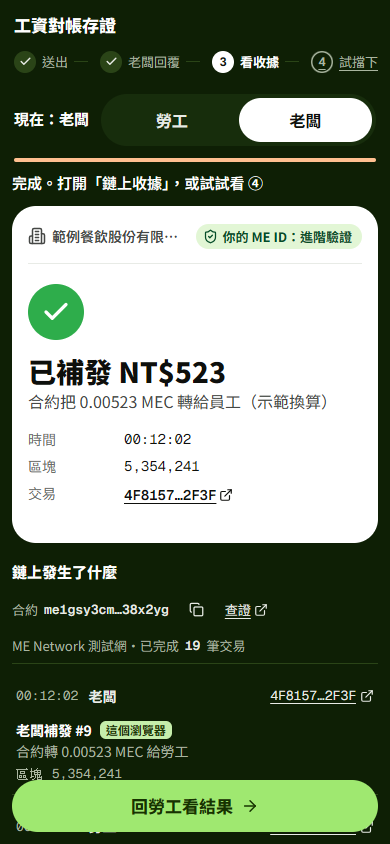 工資對帳存證
送出
老闆回覆
3 看收據
4 試擋下
現在：老闆
勞工
老闆
完成。打開「鏈上收據」，或試試看 ④
範例餐飲股份有限…
你的 ME ID：進階驗證
已補發 NT$523
合約把 0.00523 MEC 轉給員工（示範換算）
時間 00:12:02
區塊 5,354,241
交易 4F8157…2F3F
鏈上發生了什麼
合約 me1gsy3cm…38x2yg 查證
ME Network 測試網・已完成 19 筆交易
00:12:02 老闆 4F8157…2F3F
老闆補發 #9 這個瀏覽器
合約轉 0.00523 MEC 給勞工
區塊 5,354,241
回勞工看結果